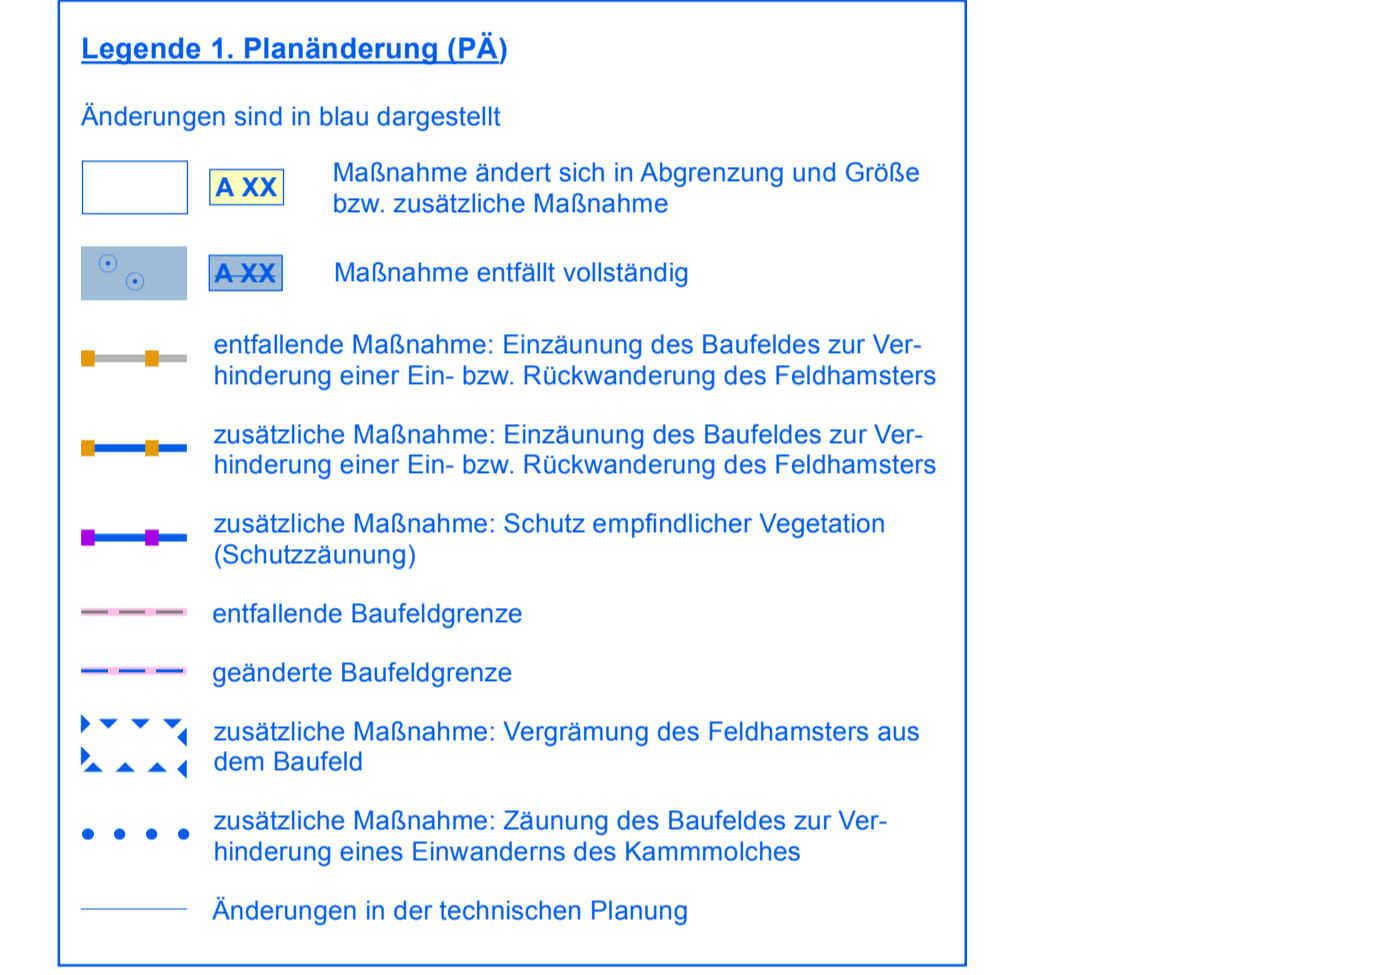 Legende 1. Planänderung (PÄ)
Änderungen sind in blau dargestellt
A XX
Maßnahme ändert sich in Abgrenzung und Größe
bzw. zusätzliche Maßnahme
A XX
Maßnahme entfällt vollständig
entfallende Maßnahme: Einzäunung des Baufeldes zur Ver-
hinderung einer Ein- bzw. Rückwanderung des Feldhamsters
zusätzliche Maßnahme: Einzäunung des Baufeldes zur Ver-
hinderung einer Ein- bzw. Rückwanderung des Feldhamsters
zusätzliche Maßnahme: Schutz empfindlicher Vegetation
(Schutzzäunung)
entfallende Baufeldgrenze
geänderte Baufeldgrenze
zusätzliche Maßnahme: Vergrämung des Feldhamsters aus
dem Baufeld
zusätzliche Maßnahme: Zäunung des Baufeldes zur Ver-
hinderung eines Einwanderns des Kammmolches
Änderungen in der technischen Planung